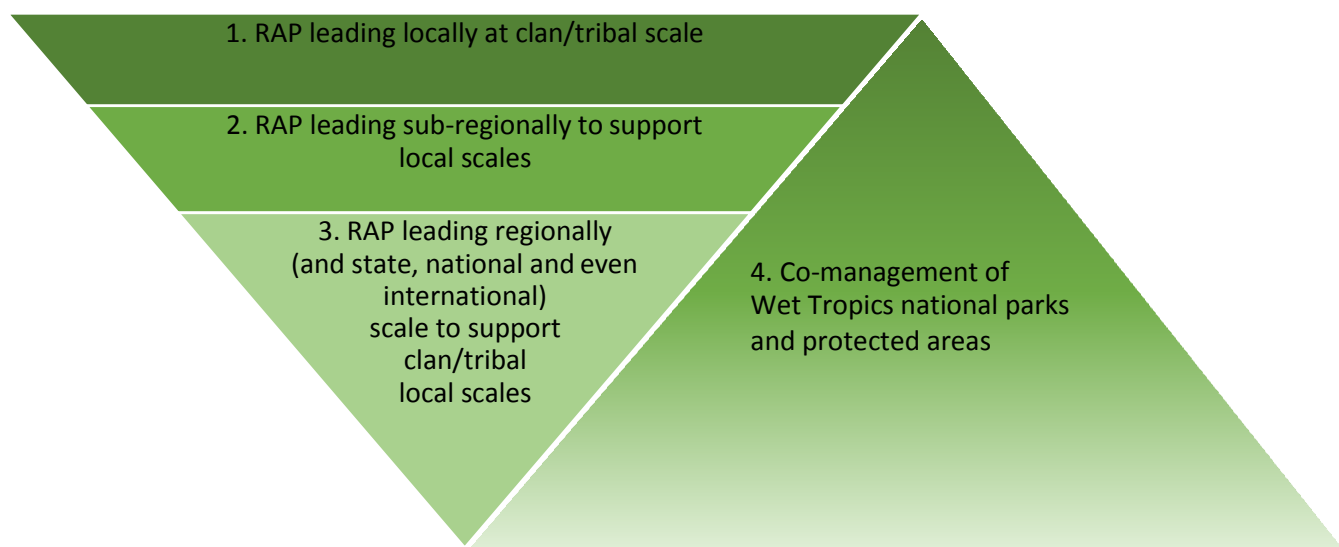 1. RAP leading locally at clan/tribal scale
2. RAP leading sub-regionally to support
local scales
3. RAP leading regionally
(and state, national and even
international)
scale to support
clan/tribal
local scales
4. Co-management of
Wet Tropics national parks
and protected areas